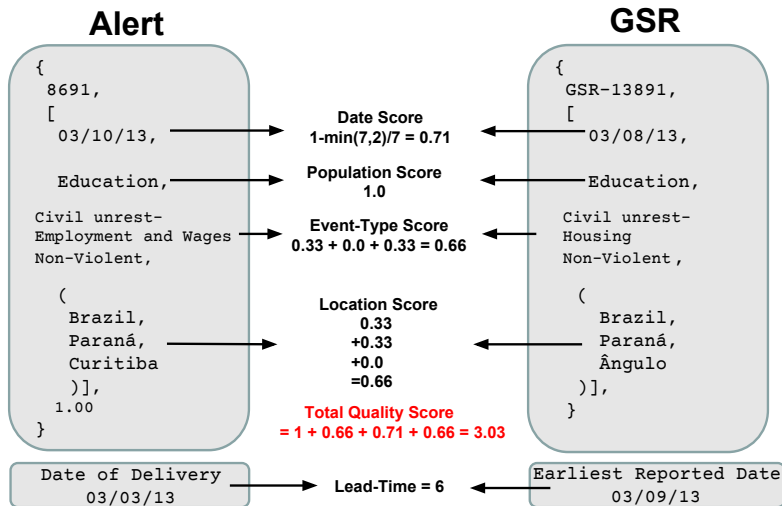 Alert
{
8691,
[
03/10/13,
Education,
Civil unrest-
Employment and Wages
Non-Violent,
(
Brazil,
Paraná,
Curitiba
)],
1.00
}
Date of Delivery
03/03/13
Date Score
1-min(7,2)/7 = 0.71
Population Score
1.0
Event-Type Score
0.33 + 0.0 + 0.33 = 0.66
Location Score
0.33
+0.33
+0.0
=0.66
Total Quality Score
= 1 + 0.66 + 0.71 + 0.66 = 3.03
Lead-Time = 6
GSR
{
GSR-13891,
[
03/08/13,
Education,
Civil unrest-
Housing
Non-Violent,
(
Brazil,
Paraná,
Ângulo
)],
}
Earliest Reported Date
03/09/13